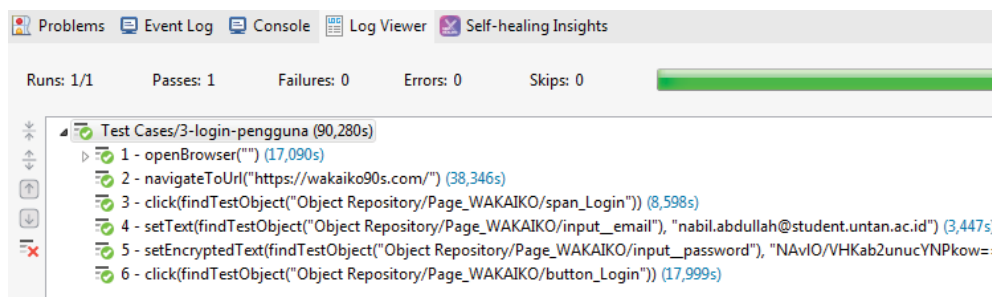 Problems Event Log Console Log Viewer Self-healing Insights
Runs: 1/1 Passes: 1 Failures: 0 Errors: 0 Skips: 0
Test Cases/3-login-pengguna (90,280s)
1 - openBrowser("") (17,090s)
2 - navigateToUrl("https://wakaiko90s.com/") (38,346s)
3 - click(findTestObject("Object Repository/Page_WAKAIKO/span_Login")) (8,598s)
4 - setText(findTestObject("Object Repository/Page_WAKAIKO/input__email"), "nabil.abdullah@student.untan.ac.id") (3,447s)
5 - setEncryptedText(findTestObject("Object Repository/Page_WAKAIKO/input__password"), "NAvIO/VHKab2unucYNPkow==
6 - click(findTestObject("Object Repository/Page_WAKAIKO/button_Login")) (17,999s)